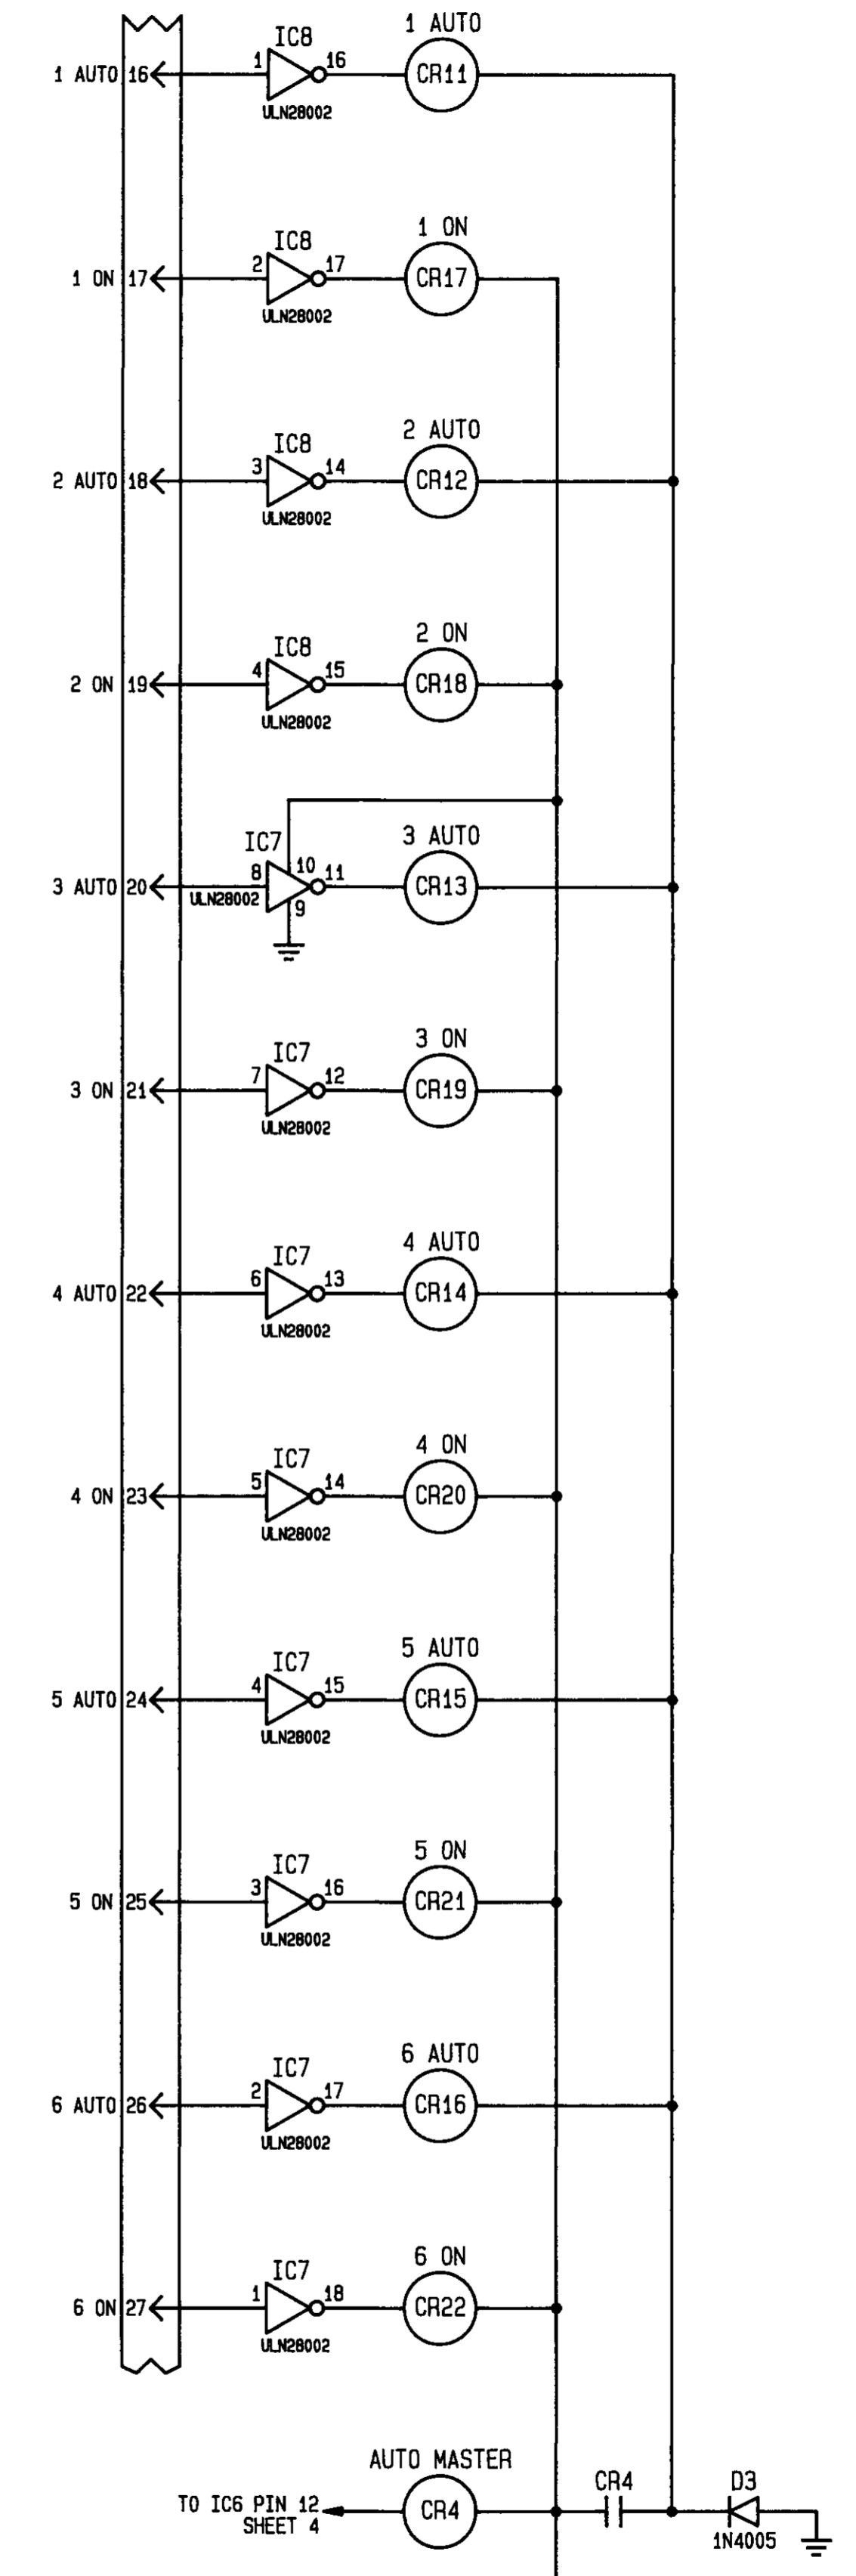 1 AUTO
IC8
1 AUTO 16 1 16 CR11
ULN28002
1 ON
IC8
1 ON 17 2 17 CR17
ULN28002
2 AUTO
IC8
2 AUTO 18 3 14 CR12
ULN28002
2 ON
IC8
2 ON 19 4 15 CR18
ULN28002
3 AUTO
IC7
3 AUTO 20 8 10 11 CR13
ULN28002 9
3 ON
IC7
3 ON 21 7 12 CR19
ULN28002
4 AUTO
IC7
4 AUTO 22 6 13 CR14
ULN28002
4 ON
IC7
4 ON 23 5 14 CR20
ULN28002
5 AUTO
IC7
5 AUTO 24 4 15 CR15
ULN28002
5 ON
IC7
5 ON 25 3 16 CR21
ULN28002
6 AUTO
IC7
6 AUTO 26 2 17 CR16
ULN28002
6 ON
IC7
6 ON 27 1 18 CR22
ULN28002
AUTO MASTER
CR4 D3
TO IC6 PIN 12 CR4
SHEET 4 1N4005